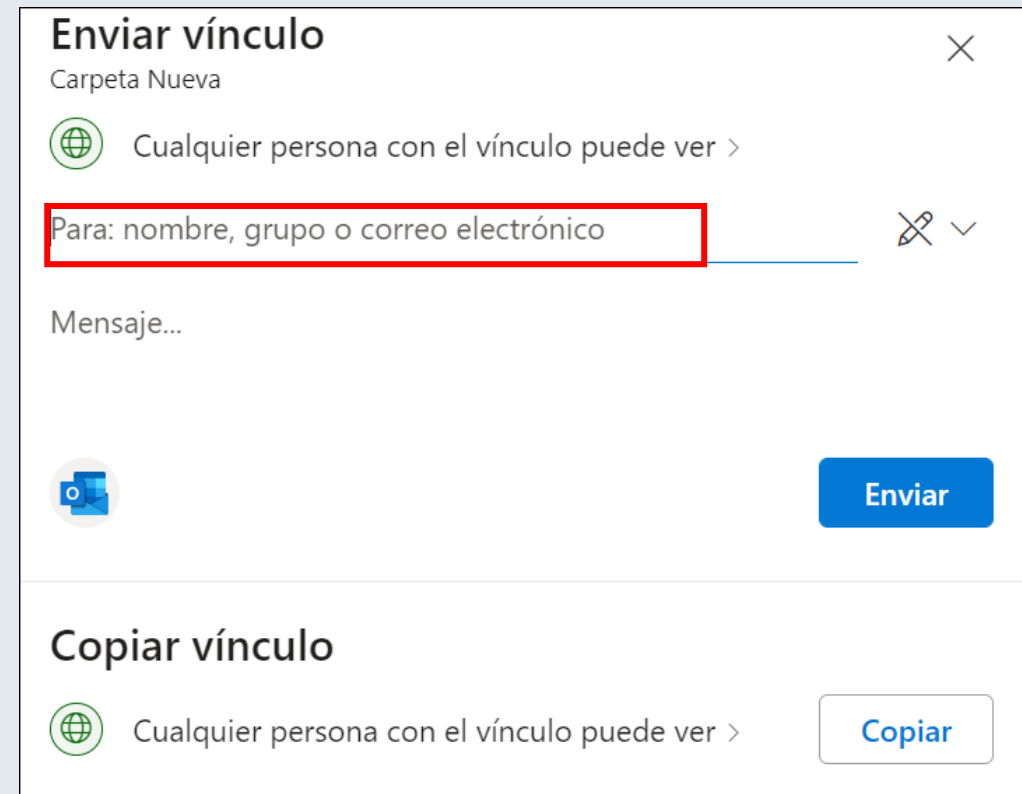 Enviar vínculo
Carpeta Nueva
Cualquier persona con el vínculo puede ver
Para: nombre, grupo o correo electrónico
Mensaje...
O
Enviar
Copiar vínculo
Cualquier persona con el vínculo puede ver
Copiar